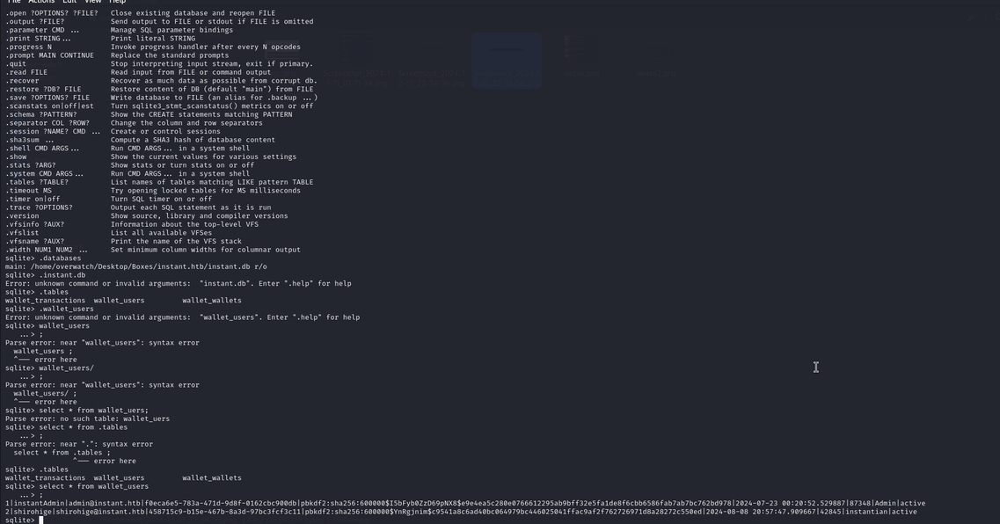 File Actions Edit View Help
.open ?OPTIONS? ?FILE?   Close existing database and reopen FILE
.output ?FILE?           Send output to FILE or stdout if FILE is omitted
.parameter CMD ...       Manage SQL parameter bindings
.print STRING...         Print literal STRING
.progress N              Invoke progress handler after every N opcodes
.prompt MAIN CONTINUE    Replace the standard prompts
.quit                    Stop interpreting input stream, exit if primary.
.read FILE               Read input from FILE or command output
.recover                 Recover as much data as possible from corrupt db.
.restore ?DB? FILE       Restore content of DB (default "main") from FILE
.save ?OPTIONS? FILE     Write database to FILE (an alias for .backup ...)
.scanstats on|off|est    Turn sqlite3_stmt_scanstatus() metrics on or off
.schema ?PATTERN?        Show the CREATE statements matching PATTERN
.separator COL ?ROW?     Change the column and row separators
.session ?NAME? CMD ...  Create or control sessions
.sha3sum ...             Compute a SHA3 hash of database content
.shell CMD ARGS...       Run CMD ARGS... in a system shell
.show                    Show the current values for various settings
.stats ?ARG?             Show stats or turn stats on or off
.system CMD ARGS...      Run CMD ARGS... in a system shell
.tables ?TABLE?          List names of tables matching LIKE pattern TABLE
.timeout MS              Try opening locked tables for MS milliseconds
.timer on|off            Turn SQL timer on or off
.trace ?OPTIONS?         Output each SQL statement as it is run
.version                 Show source, library and compiler versions
.vfsinfo ?AUX?           Information about the top-level VFS
.vfslist                 List all available VFSes
.vfsname ?AUX?           Print the name of the VFS stack
.width NUM1 NUM2 ...     Set minimum column widths for columnar output
sqlite> .databases
main: /home/overwatch/Desktop/Boxes/instant.htb/instant.db r/o
sqlite> .instant.db
Error: unknown command or invalid arguments:  "instant.db". Enter ".help" for help
sqlite> .tables
wallet_transactions  wallet_users         wallet_wallets
sqlite> .wallet_users
Error: unknown command or invalid arguments:  "wallet_users". Enter ".help" for help
sqlite> wallet_users
   ...> ;
Parse error: near "wallet_users": syntax error
  wallet_users ;
  ^--- error here
sqlite> wallet_users/
   ...> ;
Parse error: near "wallet_users": syntax error
  wallet_users/ ;
  ^--- error here
sqlite> select * from wallet_uers;
Parse error: no such table: wallet_uers
sqlite> select * from .tables
   ...> ;
Parse error: near ".": syntax error
  select * from .tables ;
                ^--- error here
sqlite> .tables
wallet_transactions  wallet_users         wallet_wallets
sqlite> select * from wallet_users
   ...> ;
1|instantAdmin|admin@instant.htb|f0eca6e5-783a-471d-9d8f-0162cbc900db|pbkdf2:sha256:600000$I5bFyb0ZzD69pNX8$e9e4ea5c280e0766612295ab9bff32e5fa1de8f6cbb6586fab7ab7bc762bd978|2024-07-23 00:20:52.529887|87348|Admin|active
2|shirohige|shirohige@instant.htb|458715c9-b15e-467b-8a3d-97bc3fcf3c11|pbkdf2:sha256:600000$YnRgjnim$c9541a8c6ad40bc064979bc446025041ffac9af2f762726971d8a28272c550ed|2024-08-08 20:57:47.909667|42845|instantian|active
sqlite>